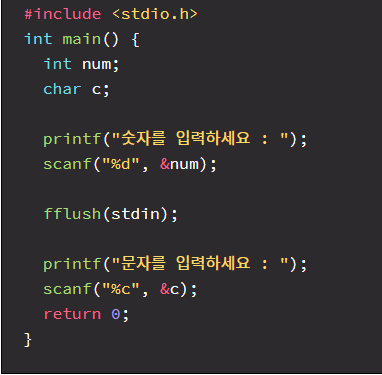 #include <stdio.h>
int main() {
  int num;
  char c;

  printf("숫자를 입력하세요 : ");
  scanf("%d", &num);

  fflush(stdin);

  printf("문자를 입력하세요 : ");
  scanf("%c", &c);
  return 0;
}